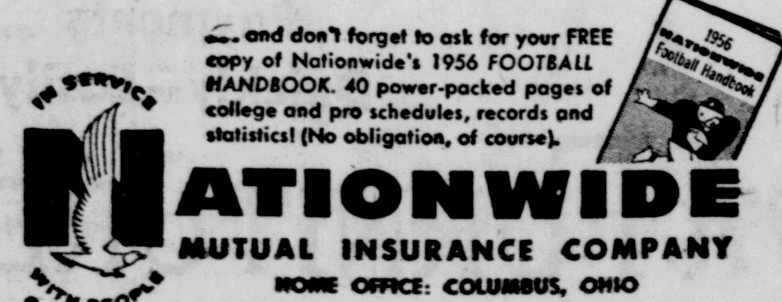 ... and don't forget to ask for your FREE
copy of Nationwide's 1956 FOOTBALL
HANDBOOK. 40 power-packed pages of
college and pro schedules, records and
statistics! (No obligation, of course).
1956
NATIONWIDE
Football Handbook
IN SERVICE
NATIONWIDE
MUTUAL INSURANCE COMPANY
HOME OFFICE: COLUMBUS, OHIO
WITH PEOPLE